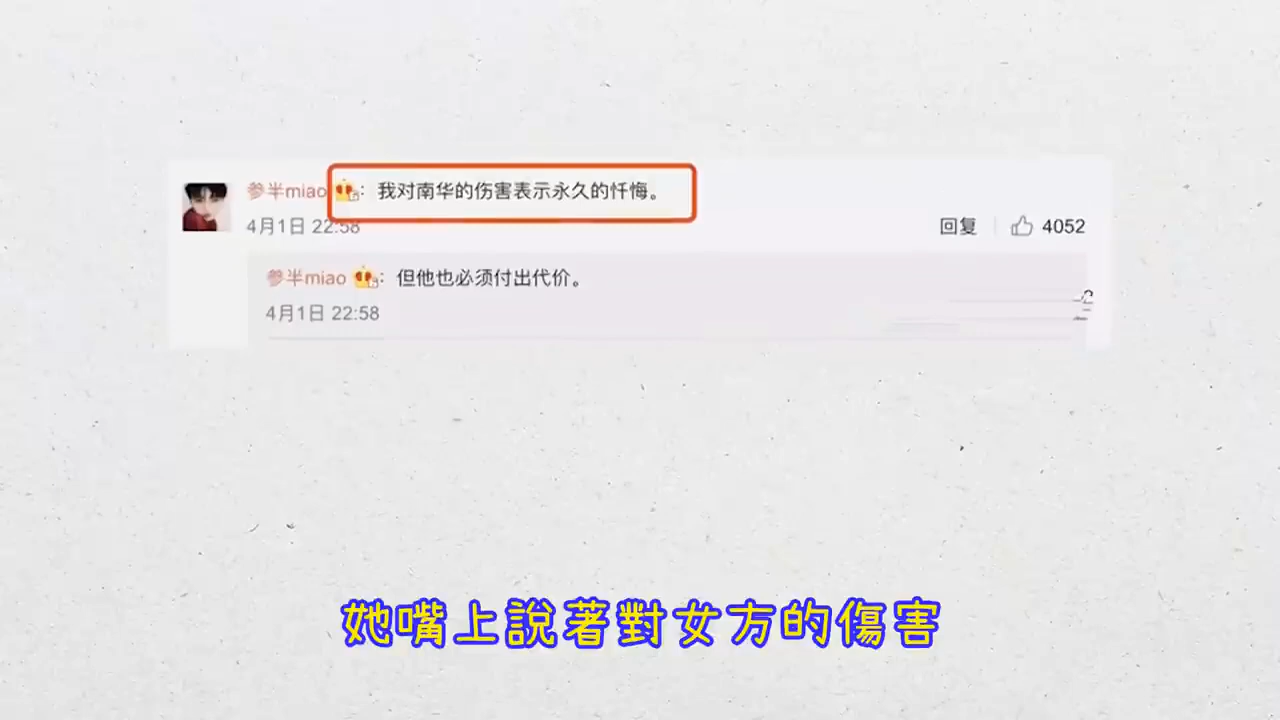 参半miao：我对南华的伤害表示永久的忏悔。
4月1日 22:58
回复 4052
参半miao：但他也必须付出代价。
4月1日 22:58
她嘴上說著對女方的傷害